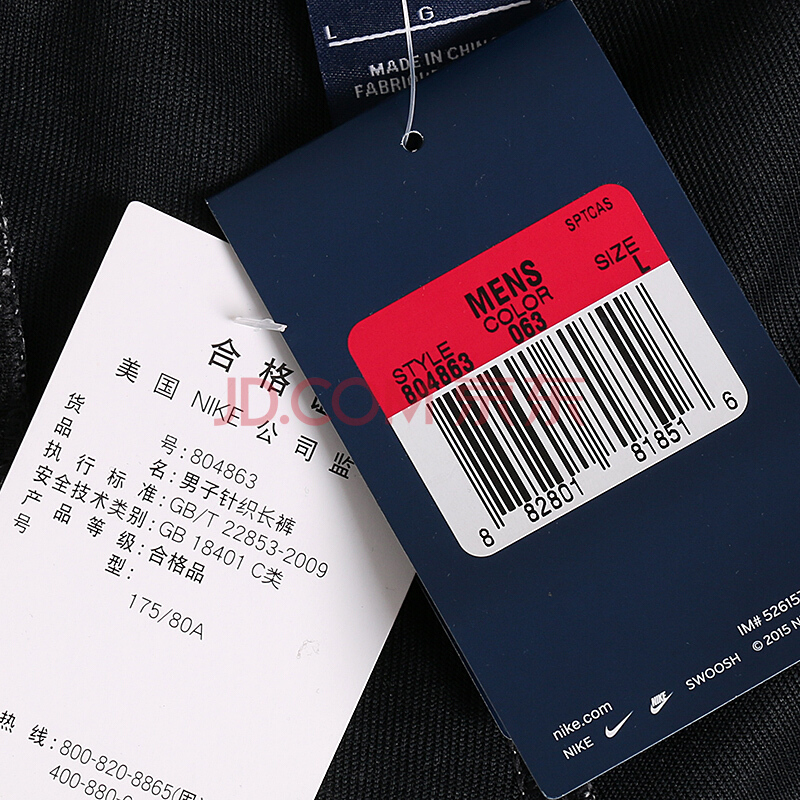 L G
MADE IN CHINA
SPTCAS
MENS
SIZE
L
COLOR
063
STYLE
804863
8 82801 81851 6
IM# 52615
© 2015
nike.com
NIKE SWOOSH
合格
美国 NIKE 公司监
货号:804863
品名:男子针织长裤
执行标准:GB/T 22853-2009
安全技术类别:GB 18401 C类
产品等级:合格品
号型:
175/80A
热线:800-820-8865(固
400-880-
JD.COM 京东